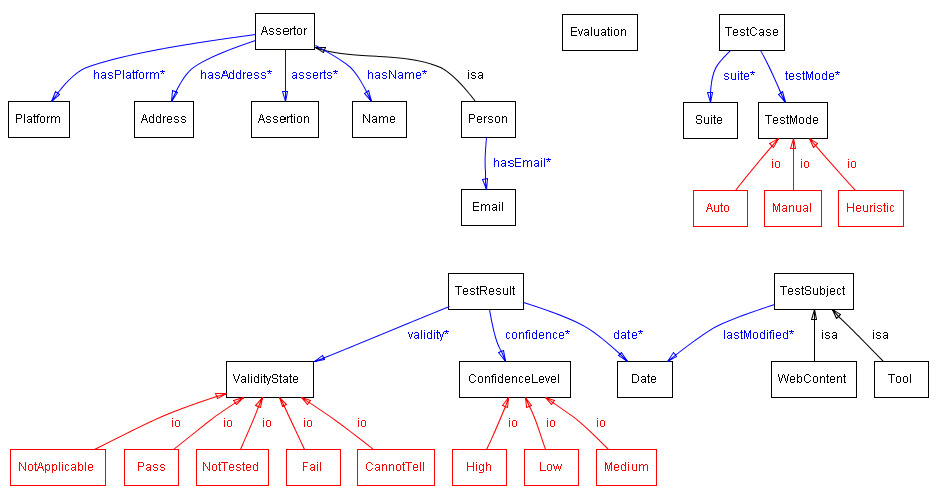 Assertor
Evaluation
TestCase
hasPlatform*
hasAddress*
asserts*
hasName*
isa
suite*
testMode*
Platform
Address
Assertion
Name
Person
Suite
TestMode
hasEmail*
io
io
io
Email
Auto
Manual
Heuristic
TestResult
TestSubject
validity*
confidence*
date*
lastModified*
isa
isa
ValidityState
ConfidenceLevel
Date
WebContent
Tool
io
io
io
io
io
io
io
io
NotApplicable
Pass
NotTested
Fail
CannotTell
High
Low
Medium